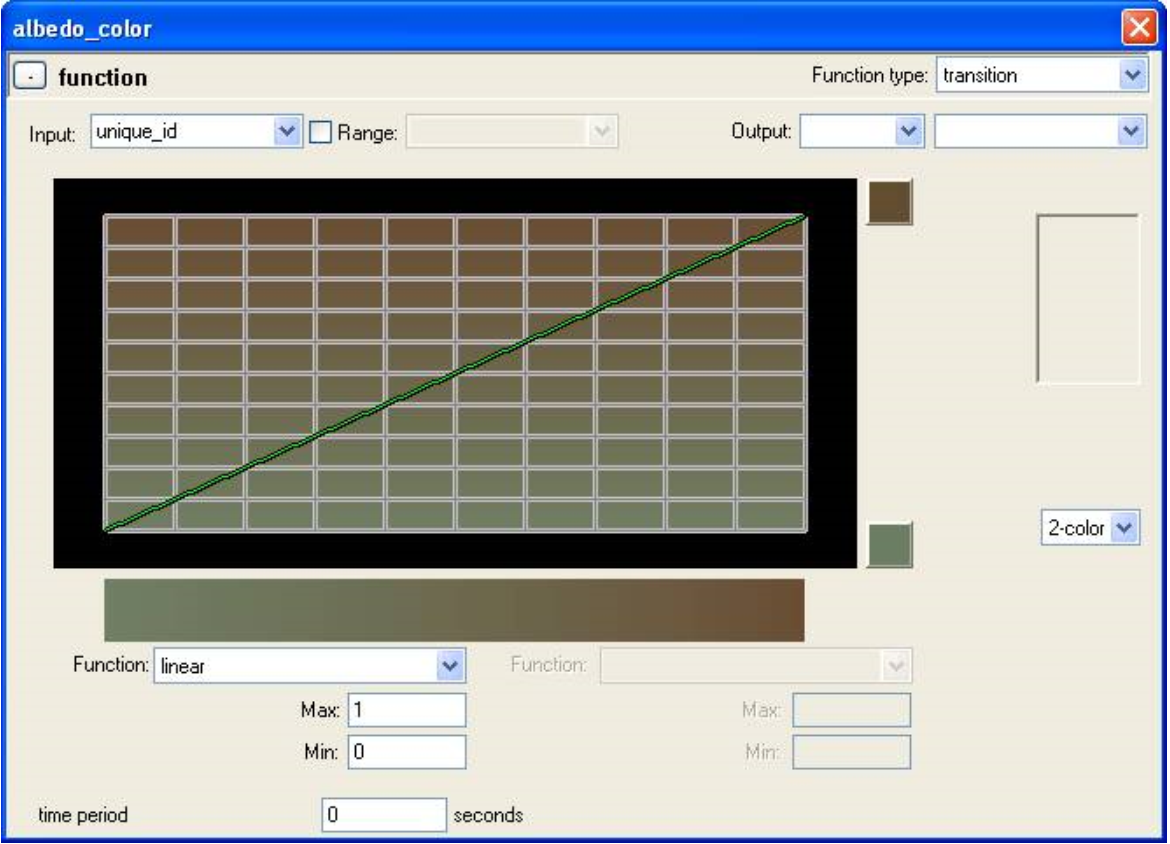 albedo_color
- function Function type: transition
Input: unique_id Range: Output:
2-color
Function: linear Function:
Max: 1 Max:
Min: 0 Min:
time period 0 seconds